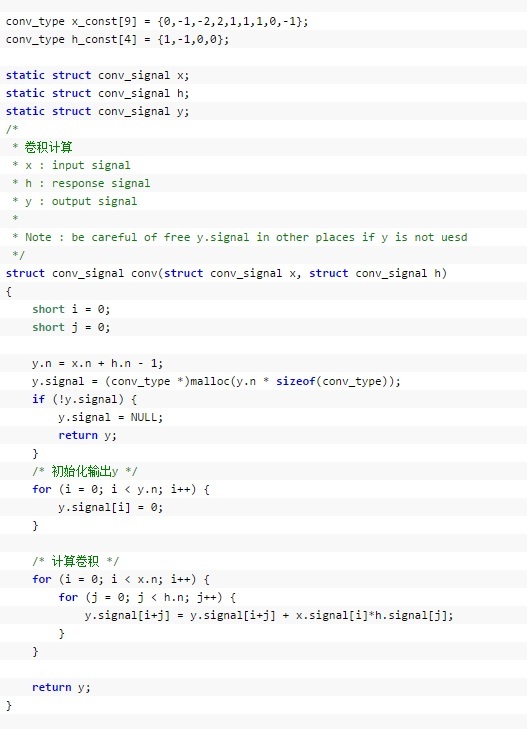 conv_type x_const[9] = {0,-1,-2,2,1,1,1,0,-1};
conv_type h_const[4] = {1,-1,0,0};
static struct conv_signal x;
static struct conv_signal h;
static struct conv_signal y;
/*
 * 卷积计算
 * x : input signal
 * h : response signal
 * y : output signal
 *
 * Note : be careful of free y.signal in other places if y is not uesd
 */
struct conv_signal conv(struct conv_signal x, struct conv_signal h)
{
    short i = 0;
    short j = 0;
    y.n = x.n + h.n - 1;
    y.signal = (conv_type *)malloc(y.n * sizeof(conv_type));
    if (!y.signal) {
        y.signal = NULL;
        return y;
    }
    /* 初始化输出y */
    for (i = 0; i < y.n; i++) {
        y.signal[i] = 0;
    }
    /* 计算卷积 */
    for (i = 0; i < x.n; i++) {
        for (j = 0; j < h.n; j++) {
            y.signal[i+j] = y.signal[i+j] + x.signal[i]*h.signal[j];
        }
    }
    return y;
}